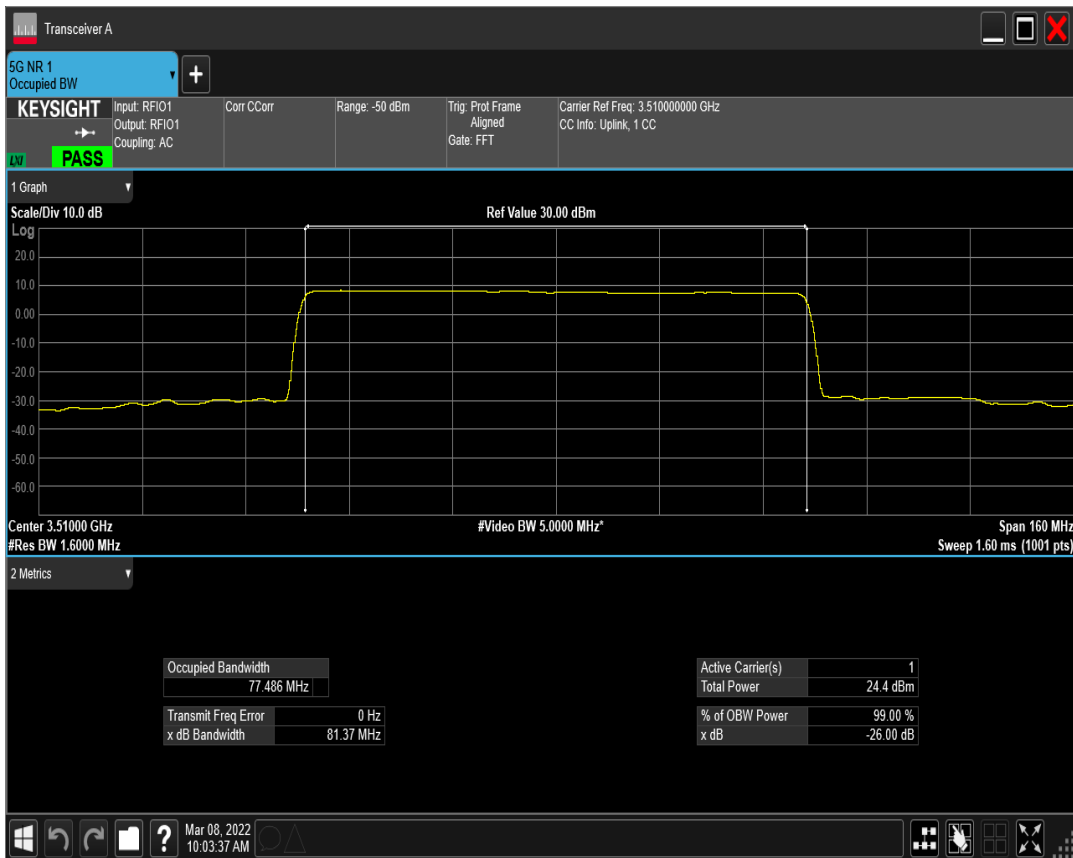 Transceiver A
5G NR 1
Occupied BW
+
KEYSIGHT
LXI
PASS
Input: RFIO1
Output: RFIO1
Coupling: AC
Corr CCorr
Range: -50 dBm
Trig: Prot Frame
Aligned
Gate: FFT
Carrier Ref Freq: 3.510000000 GHz
CC Info: Uplink, 1 CC
1 Graph
Scale/Div 10.0 dB
Ref Value 30.00 dBm
Log
20.0
10.0
0.00
-10.0
-20.0
-30.0
-40.0
-50.0
-60.0
Center 3.51000 GHz
#Video BW 5.0000 MHz*
Span 160 MHz
#Res BW 1.6000 MHz
Sweep 1.60 ms (1001 pts)
2 Metrics
Occupied Bandwidth
77.486 MHz
Transmit Freq Error 0 Hz
x dB Bandwidth 81.37 MHz
Active Carrier(s) 1
Total Power 24.4 dBm
% of OBW Power 99.00 %
x dB -26.00 dB
?
Mar 08, 2022
10:03:37 AM